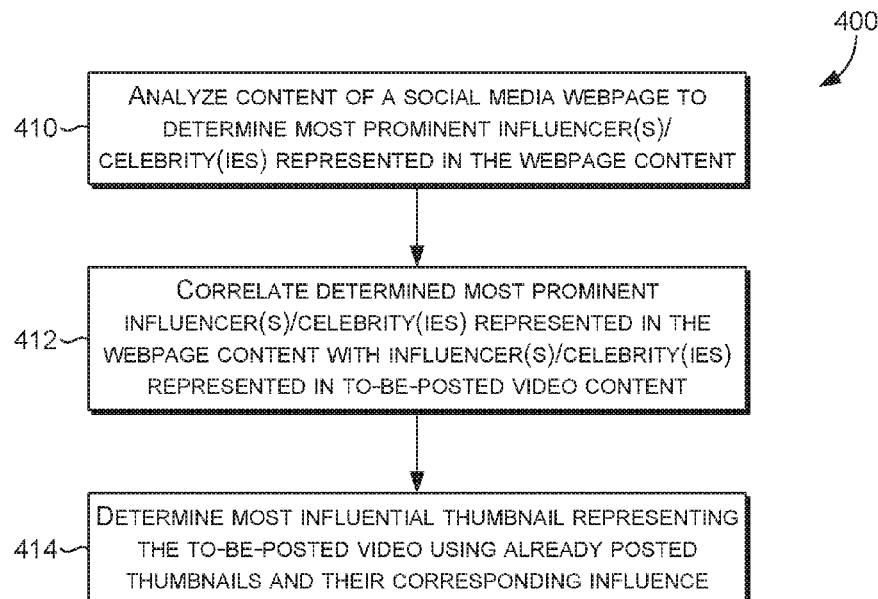 400
410
ANALYZE CONTENT OF A SOCIAL MEDIA WEBPAGE TO
DETERMINE MOST PROMINENT INFLUENCER(S)/
CELEBRITY(IES) REPRESENTED IN THE WEBPAGE CONTENT
412
CORRELATE DETERMINED MOST PROMINENT
INFLUENCER(S)/CELEBRITY(IES) REPRESENTED IN THE
WEBPAGE CONTENT WITH INFLUENCER(S)/CELEBRITY(IES)
REPRESENTED IN TO-BE-POSTED VIDEO CONTENT
414
DETERMINE MOST INFLUENTIAL THUMBNAIL REPRESENTING
THE TO-BE-POSTED VIDEO USING ALREADY POSTED
THUMBNAILS AND THEIR CORRESPONDING INFLUENCE